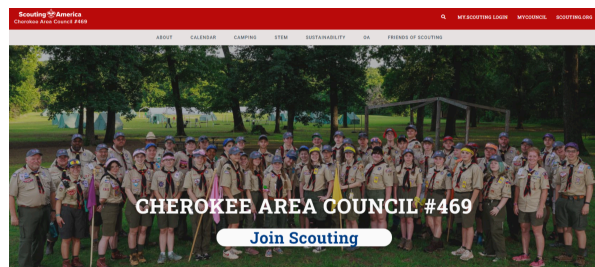 Scouting America
Cherokee Area Council #469
MY.SCOUTING LOGIN MYCOUNCIL SCOUTING.ORG
ABOUT CALENDAR CAMPING STEM SUSTAINABILITY OA FRIENDS OF SCOUTING
CHEROKEE AREA COUNCIL #469
Join Scouting